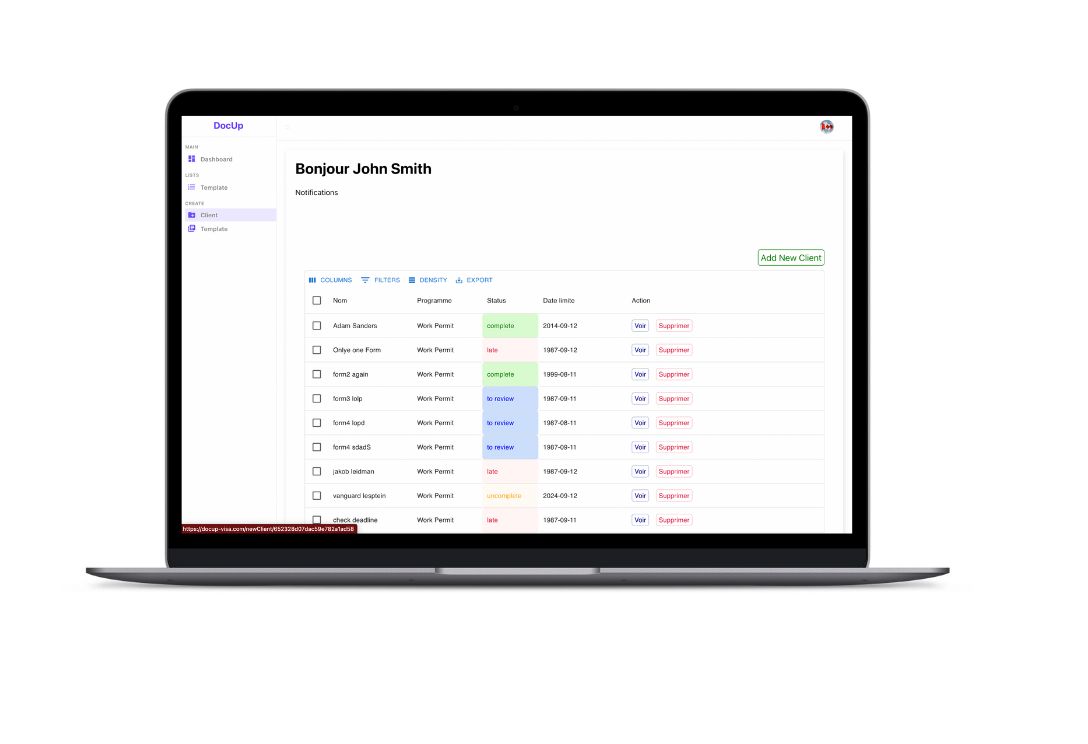 DocUp
MAIN
Dashboard
LISTS
Template
CREATE
Client
Template
Bonjour John Smith
Notifications
Add New Client
COLUMNS FILTERS DENSITY EXPORT
Nom Programme Status Date limite Action
Adam Sanders Work Permit complete 2014-09-12 Voir Supprimer
Onlye one Form Work Permit late 1987-09-12 Voir Supprimer
form2 again Work Permit complete 1999-08-11 Voir Supprimer
form3 lolp Work Permit to review 1987-09-11 Voir Supprimer
form4 lopd Work Permit to review 1987-08-11 Voir Supprimer
form4 sdadS Work Permit to review 1987-09-11 Voir Supprimer
jakob leidman Work Permit late 1987-09-12 Voir Supprimer
vanguard lesptein Work Permit uncomplete 2024-09-12 Voir Supprimer
check deadline Work Permit late 1987-09-11 Voir Supprimer
https://docup-visa.com/newClient/652328d07dac59e782a1ad58